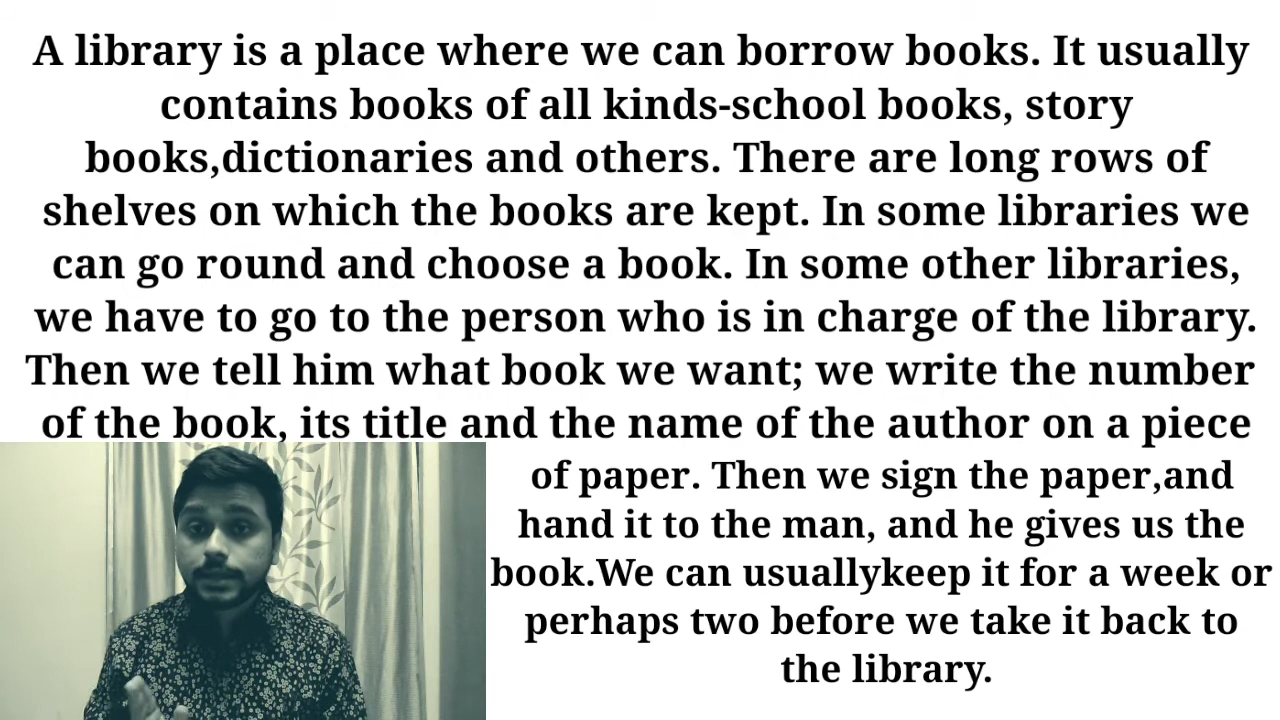 A library is a place where we can borrow books. It usually
contains books of all kinds-school books, story
books,dictionaries and others. There are long rows of
shelves on which the books are kept. In some libraries we
can go round and choose a book. In some other libraries,
we have to go to the person who is in charge of the library.
Then we tell him what book we want; we write the number
of the book, its title and the name of the author on a piece
of paper. Then we sign the paper,and
hand it to the man, and he gives us the
book.We can usuallykeep it for a week or
perhaps two before we take it back to
the library.